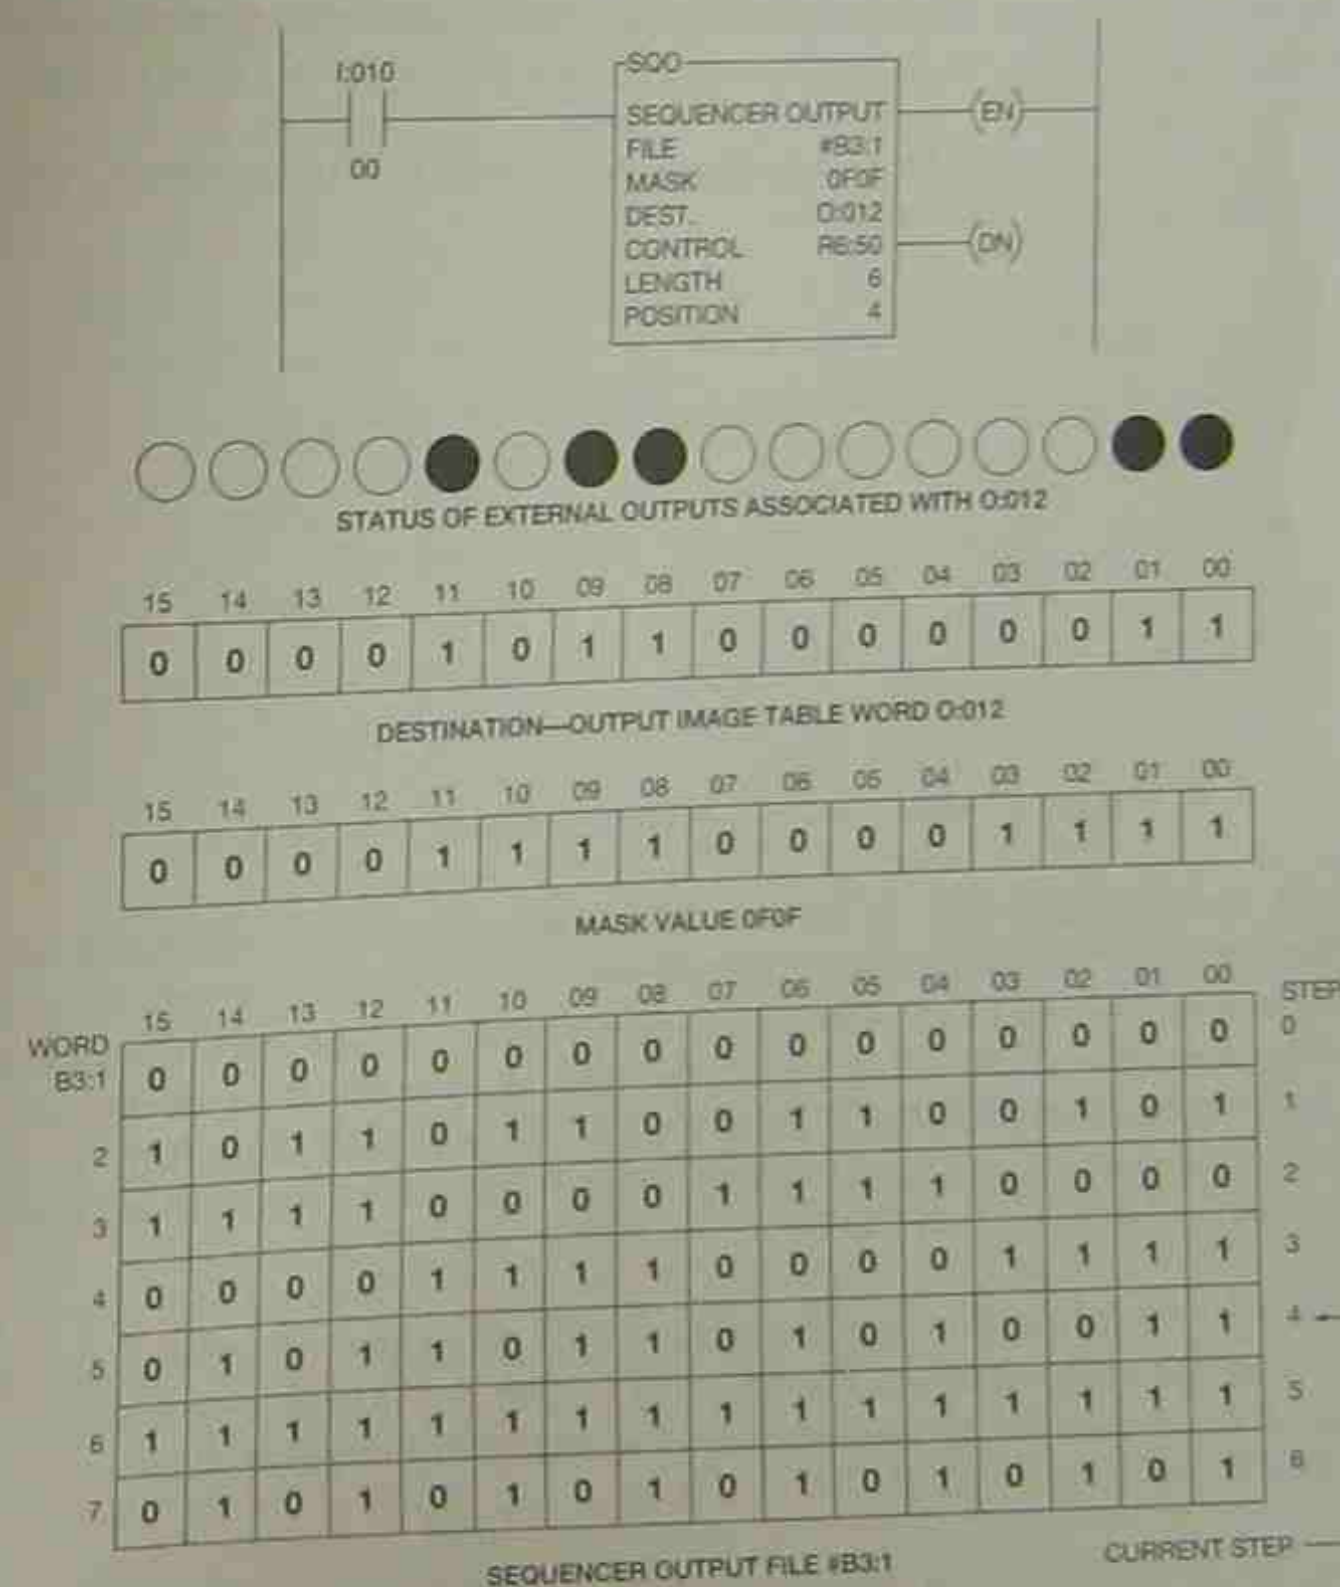 I:010
00
SQO
SEQUENCER OUTPUT
FILE #B3:1
MASK 0F0F
DEST. O:012
CONTROL R6:50
LENGTH 6
POSITION 4
(EN)
(DN)
STATUS OF EXTERNAL OUTPUTS ASSOCIATED WITH O:012
15 14 13 12 11 10 09 08 07 06 05 04 03 02 01 00
0 0 0 0 1 0 1 1 0 0 0 0 0 0 1 1
DESTINATION—OUTPUT IMAGE TABLE WORD O:012
15 14 13 12 11 10 09 08 07 06 05 04 03 02 01 00
0 0 0 0 1 1 1 1 0 0 0 0 1 1 1 1
MASK VALUE 0F0F
15 14 13 12 11 10 09 08 07 06 05 04 03 02 01 00 STEP
WORD
B3:1 0 0 0 0 0 0 0 0 0 0 0 0 0 0 0 0 0
2 1 0 1 1 0 1 1 0 0 1 1 0 0 1 0 1 1
3 1 1 1 1 0 0 0 0 1 1 1 1 0 0 0 0 2
4 0 0 0 0 1 1 1 1 0 0 0 0 1 1 1 1 3
5 0 1 0 1 1 0 1 1 0 1 0 1 0 0 1 1 4
6 1 1 1 1 1 1 1 1 1 1 1 1 1 1 1 1 5
7 0 1 0 1 0 1 0 1 0 1 0 1 0 1 0 1 6
SEQUENCER OUTPUT FILE #B3:1
CURRENT STEP